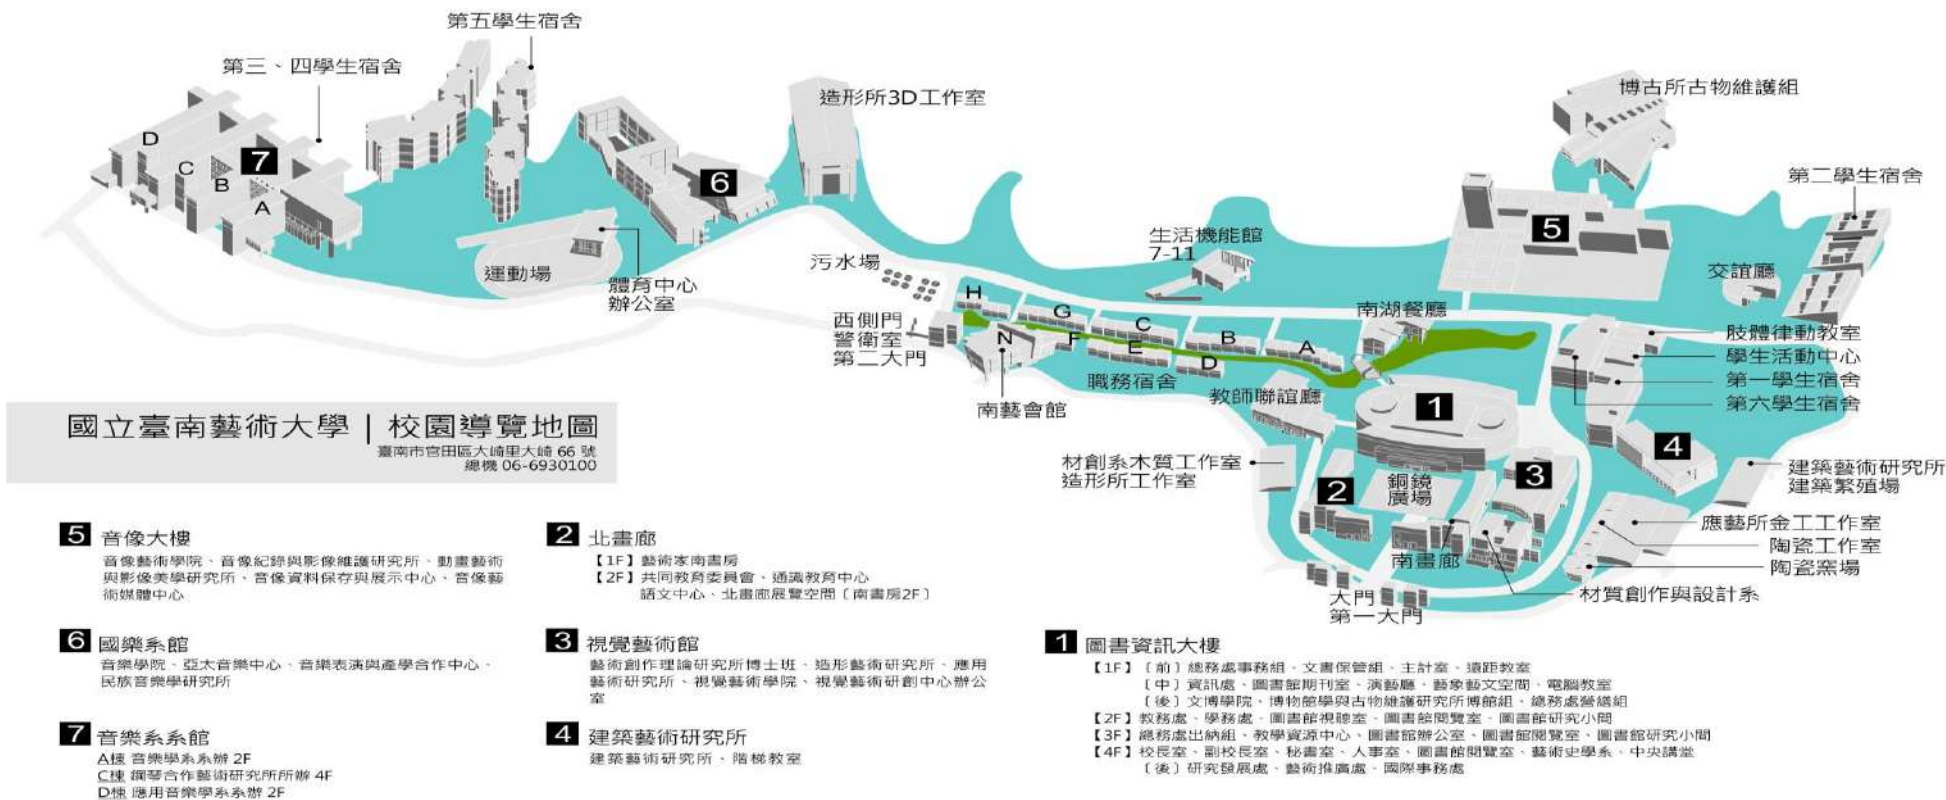 第五學生宿舍
第三、四學生宿舍
造形所3D工作室
博古所古物維護組
第二學生宿舍
D
C
B
A
7
6
5
運動場
體育中心
辦公室
污水場
生活機能館
7-11
交誼廳
南湖餐廳
西側門
警衛室
第二大門
H
G
C
B
A
N
F
E
D
職務宿舍
南藝會館
教師聯誼廳
肢體律動教室
學生活動中心
第一學生宿舍
第六學生宿舍
1
2
3
4
銅鏡
廣場
材創系木質工作室
造形所工作室
建築藝術研究所
建築繁殖場
應藝所金工工作室
陶瓷工作室
陶瓷窯場
南畫廊
材質創作與設計系
大門
第一大門
國立臺南藝術大學 | 校園導覽地圖
臺南市官田區大崎里大崎 66 號
總機 06-6930100
5 音像大樓
音像藝術學院、音像紀錄與影像維護研究所、動畫藝術
與影像美學研究所、音像資料保存與展示中心、音像藝
術媒體中心
6 國樂系館
音樂學院、亞太音樂中心、音樂表演與產學合作中心、
民族音樂學研究所
7 音樂系系館
A棟 音樂學系系辦 2F
C棟 鋼琴合作藝術研究所所辦 4F
D棟 應用音樂學系系辦 2F
2 北畫廊
【1F】藝術家南書房
【2F】共同教育委員會、通識教育中心
語文中心、北畫廊展覽空間〔南書房2F〕
3 視覺藝術館
藝術創作理論研究所博士班、造形藝術研究所、應用
藝術研究所、視覺藝術學院、視覺藝術研創中心辦公
室
4 建築藝術研究所
建築藝術研究所、階梯教室
1 圖書資訊大樓
【1F】〔前〕總務處事務組、文書保管組、主計室、遠距教室
〔中〕資訊處、圖書館期刊室、演藝廳、藝象藝文空間、電腦教室
〔後〕文博學院、博物館學與古物維護研究所博館組、總務處營繕組
【2F】教務處、學務處、圖書館視聽室、圖書館閱覽室、圖書館研究小間
【3F】總務處出納組、教學資源中心、圖書館辦公室、圖書館閱覽室、圖書館研究小間
【4F】校長室、副校長室、秘書室、人事室、圖書館閱覽室、藝術史學系、中央講堂
〔後〕研究發展處、藝術推廣處、國際事務處